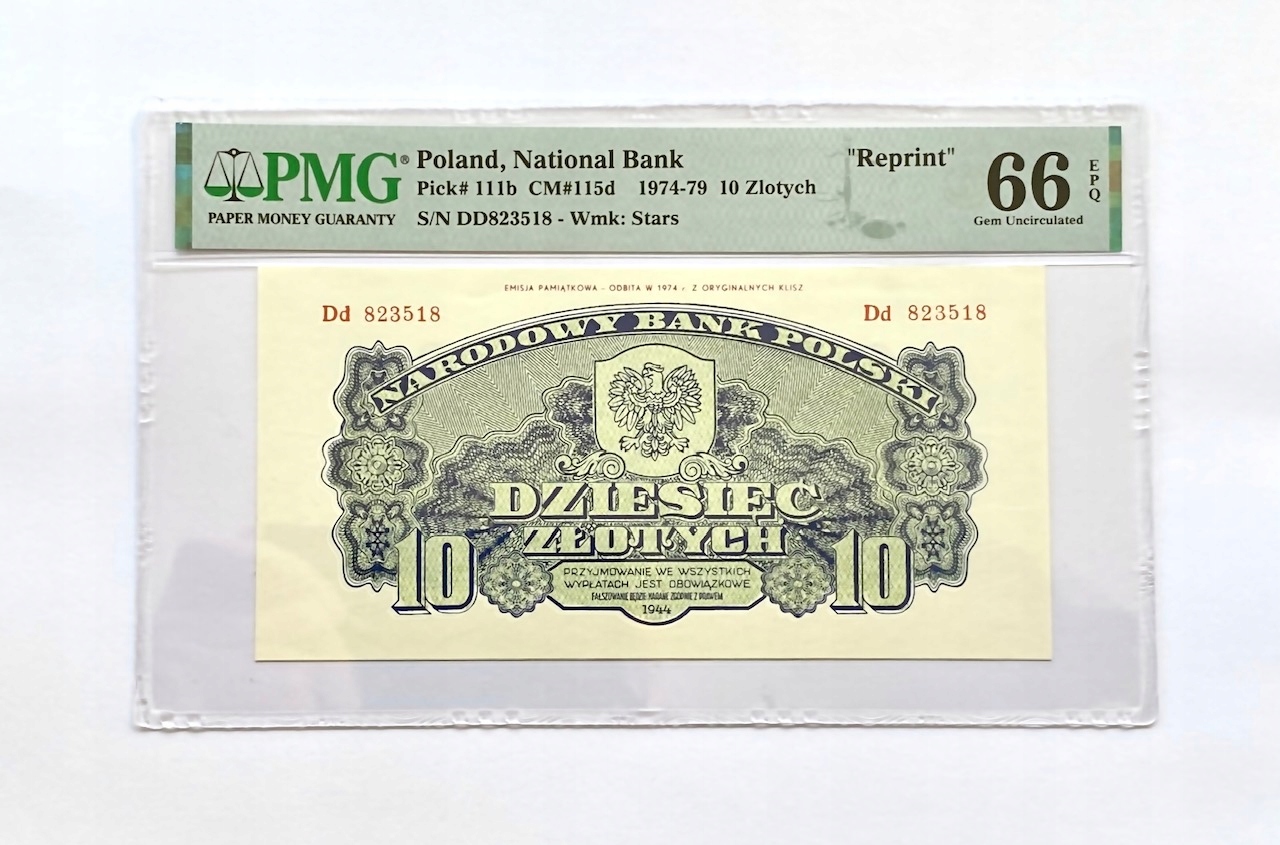 PMG®
PAPER MONEY GUARANTY
Poland, National Bank
Pick# 111b CM#115d 1974-79 10 Zlotych
S/N DD823518 - Wmk: Stars
"Reprint"
66
EPQ
Gem Uncirculated
EMISJA PAMIĄTKOWA - ODBITA W 1974 r. Z ORYGINALNYCH KLISZ
Dd 823518
Dd 823518
NARODOWY BANK POLSKI
DZIESIĘC
ZŁOTYCH
10
10
PRZYJMOWANIE WE WSZYSTKICH
WYPŁATACH JEST OBOWIĄZKOWE
FAŁSZOWANIE BĘDZIE KARANE ZGODNIE Z PRAWEM
1944